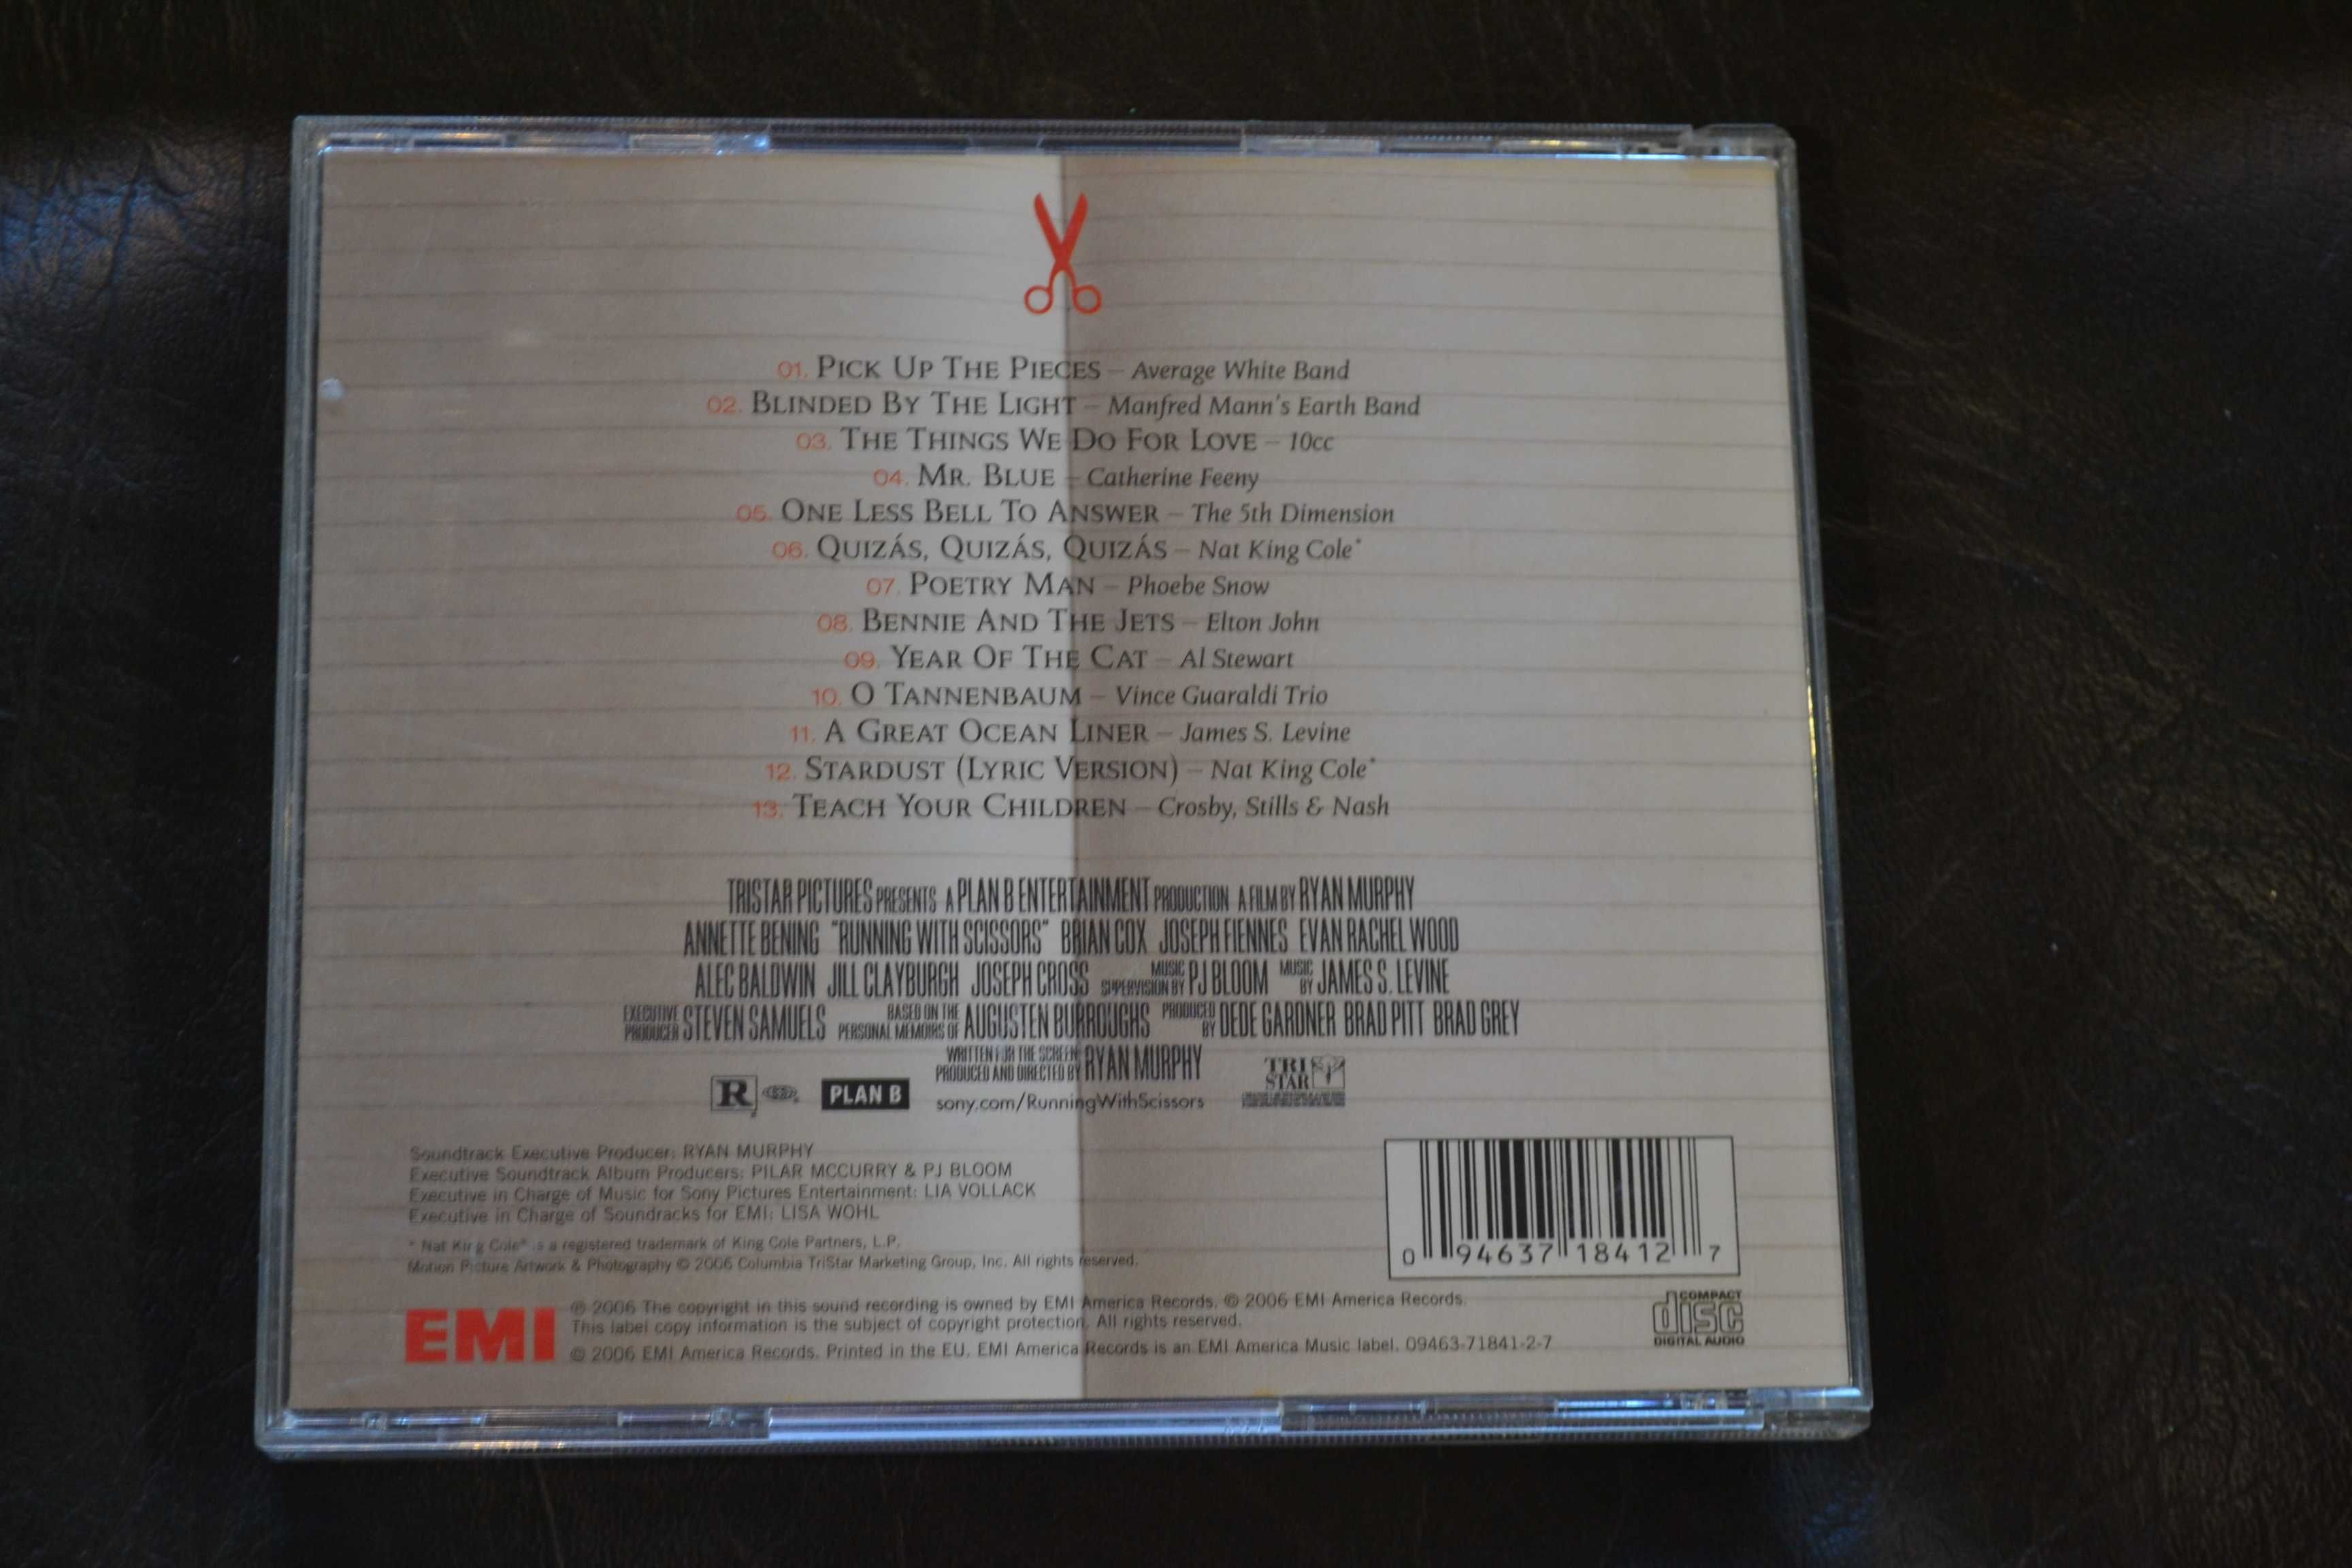 01. PICK UP THE PIECES – Average White Band
02. BLINDED BY THE LIGHT – Manfred Mann's Earth Band
03. THE THINGS WE DO FOR LOVE – 10cc
04. MR. BLUE – Catherine Feeny
05. ONE LESS BELL TO ANSWER – The 5th Dimension
06. QUIZÁS, QUIZÁS, QUIZÁS – Nat King Cole*
07. POETRY MAN – Phoebe Snow
08. BENNIE AND THE JETS – Elton John
09. YEAR OF THE CAT – Al Stewart
10. O TANNENBAUM – Vince Guaraldi Trio
11. A GREAT OCEAN LINER – James S. Levine
12. STARDUST (LYRIC VERSION) – Nat King Cole*
13. TEACH YOUR CHILDREN – Crosby, Stills & Nash
TRISTAR PICTURES PRESENTS A PLAN B ENTERTAINMENT PRODUCTION A FILM BY RYAN MURPHY
ANNETTE BENING "RUNNING WITH SCISSORS" BRIAN COX JOSEPH FIENNES EVAN RACHEL WOOD
ALEC BALDWIN JILL CLAYBURGH JOSEPH CROSS MUSIC SUPERVISION BY PJ BLOOM MUSIC BY JAMES S. LEVINE
EXECUTIVE PRODUCER STEVEN SAMUELS BASED ON THE PERSONAL MEMOIRS OF AUGUSTEN BURROUGHS PRODUCED BY DEDE GARDNER BRAD PITT BRAD GREY
WRITTEN FOR THE SCREEN, PRODUCED AND DIRECTED BY RYAN MURPHY
R PLAN B sony.com/RunningWithScissors TRI STAR
Soundtrack Executive Producer: RYAN MURPHY
Executive Soundtrack Album Producers: PILAR MCCURRY & PJ BLOOM
Executive in Charge of Music for Sony Pictures Entertainment: LIA VOLLACK
Executive in Charge of Soundracks for EMI: LISA WOHL
* Nat King Cole® is a registered trademark of King Cole Partners, L.P.
Motion Picture Artwork & Photography © 2006 Columbia TriStar Marketing Group, Inc. All rights reserved.
0 94637 18412 7
EMI
℗ 2006 The copyright in this sound recording is owned by EMI America Records. © 2006 EMI America Records.
This label copy information is the subject of copyright protection. All rights reserved.
© 2006 EMI America Records. Printed in the EU. EMI America Records is an EMI America Music label. 09463-71841-2-7
COMPACT
disc
DIGITAL AUDIO